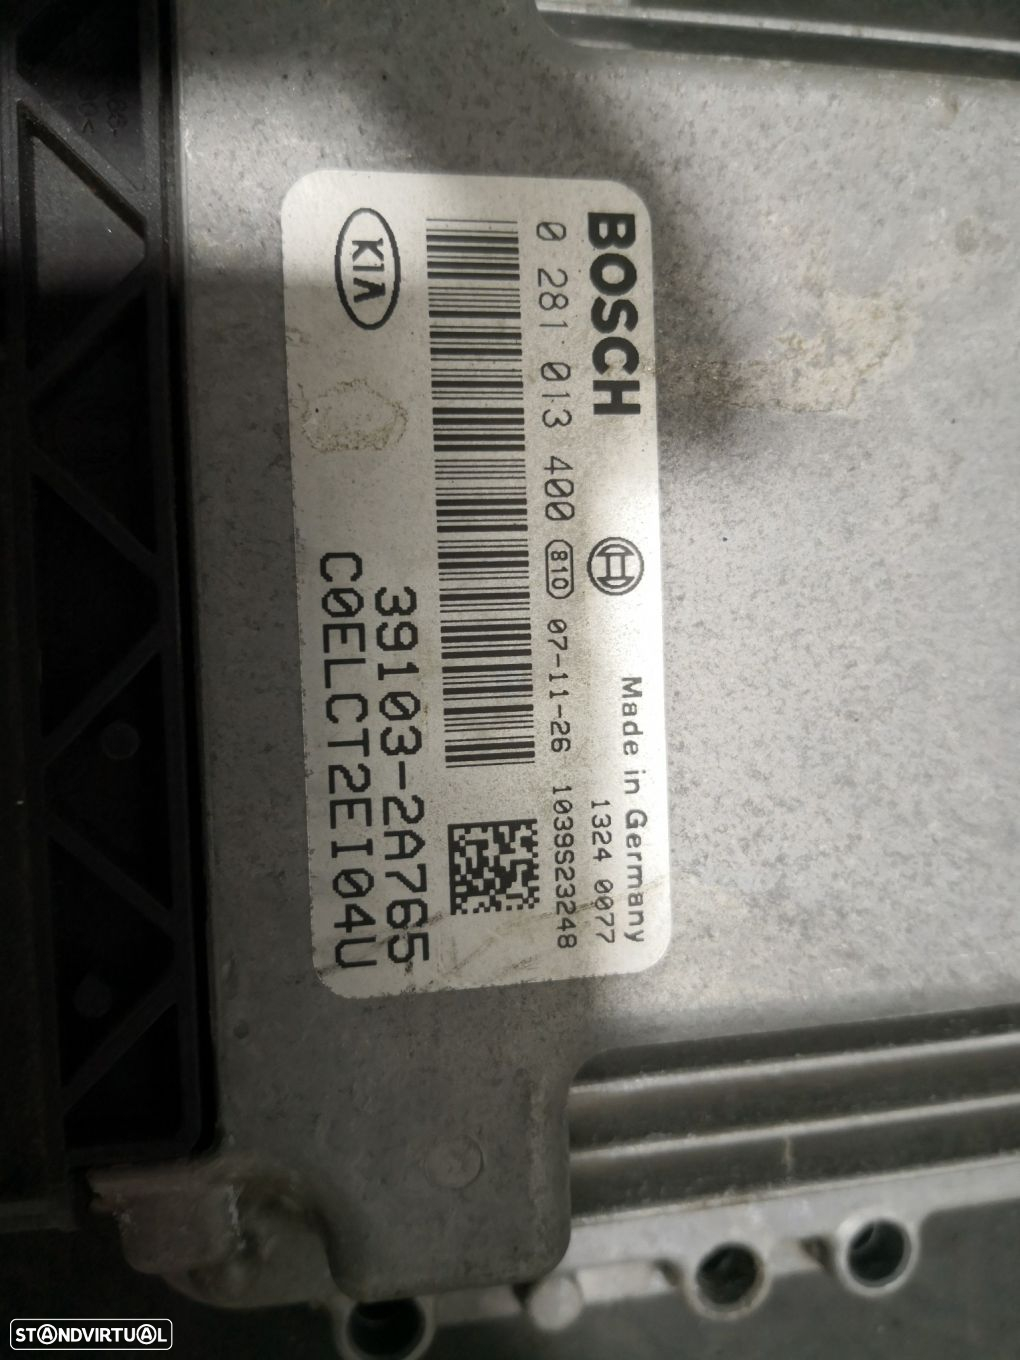 BOSCH
Made in Germany
1324 0077
0 281 013 400 810 07-11-26 1039S23248
39103-2A765
KIA
C0ELCT2EI04U
STANDVIRTUAL